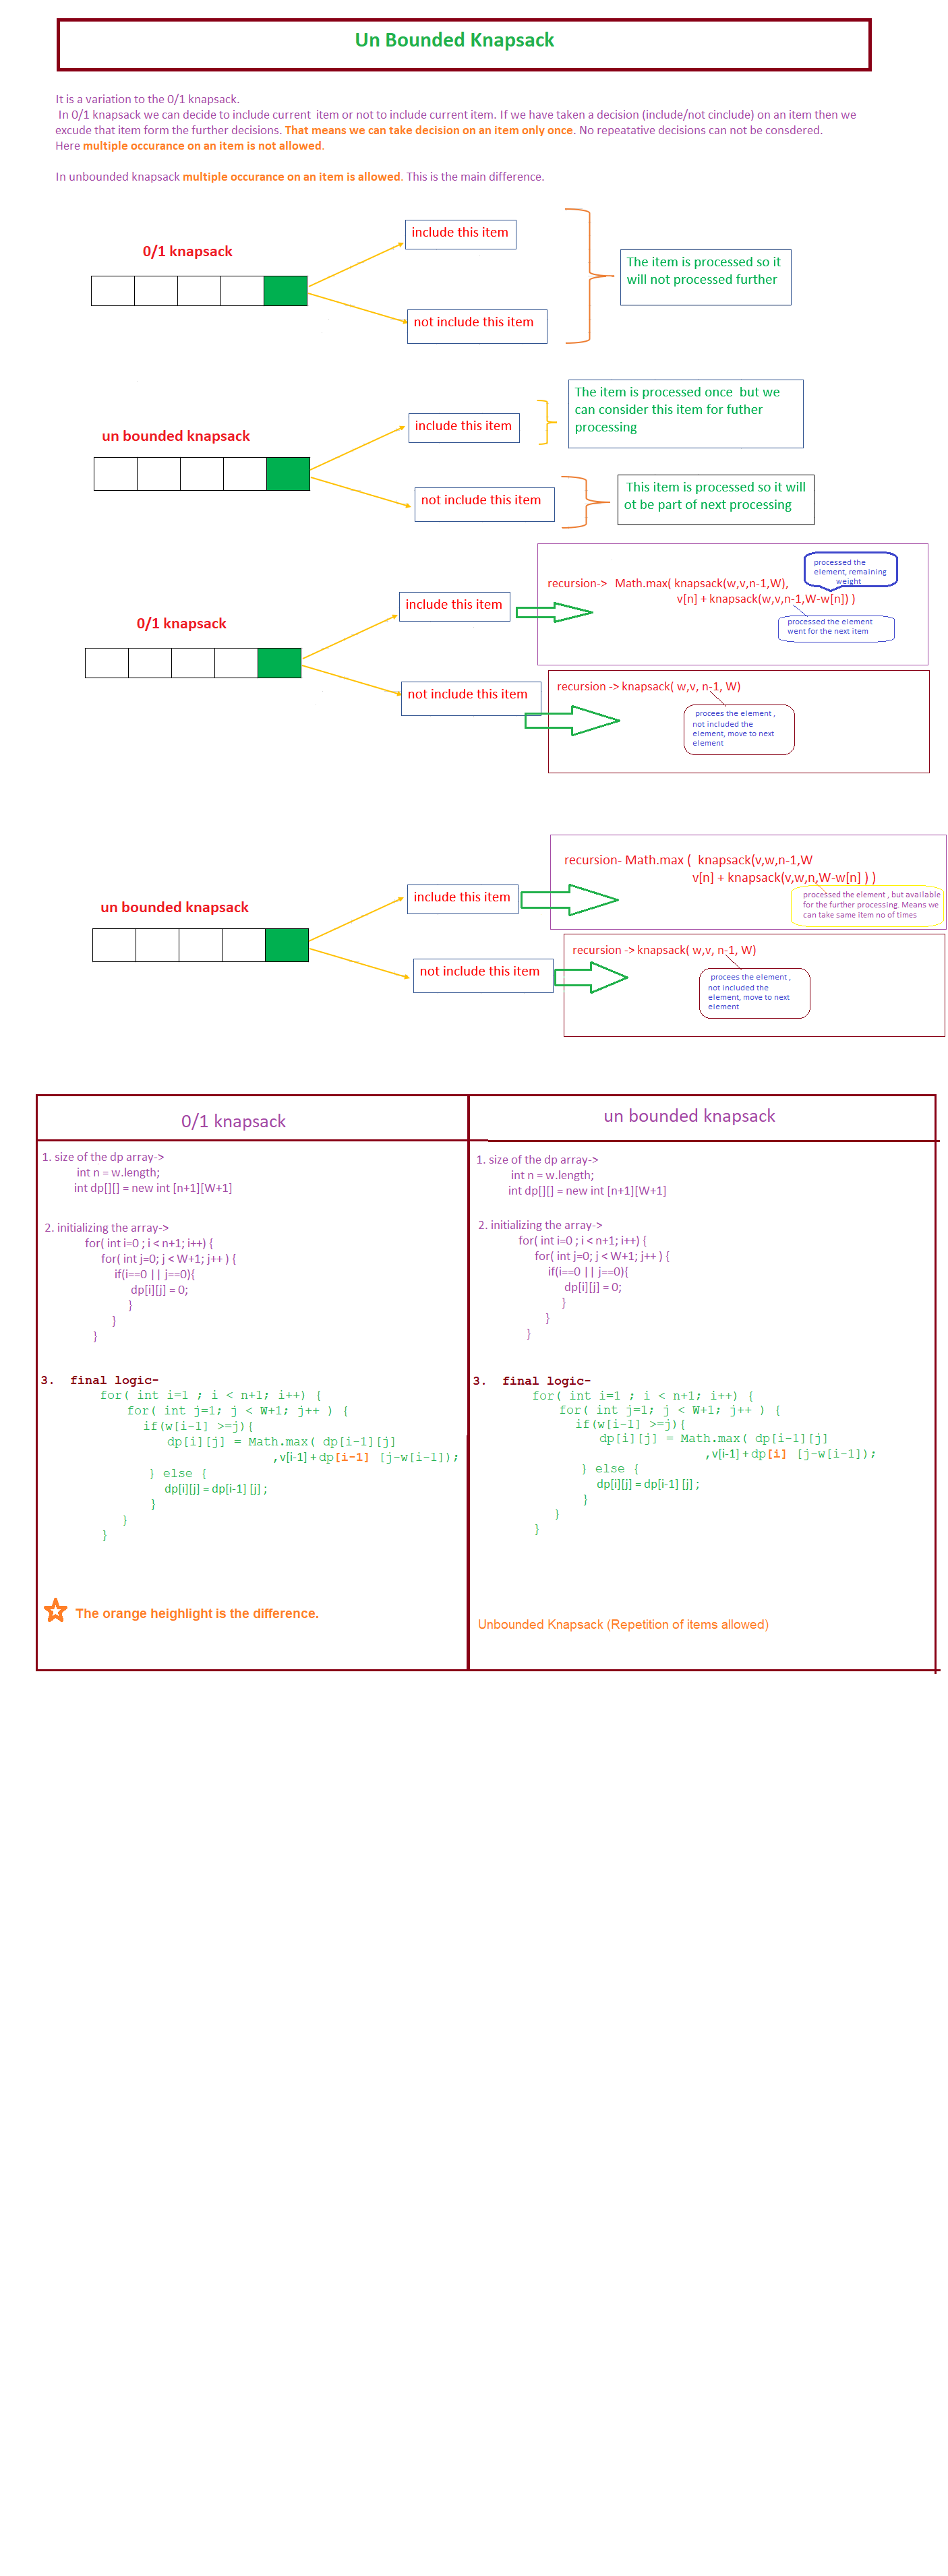 Un Bounded Knapsack
It is a variation to the 0/1 knapsack.
In 0/1 knapsack we can decide to include current item or not to include current item. If we have taken a decision (include/not cinclude) on an item then we
excude that item form the further decisions. That means we can take decision on an item only once. No repeatative decisions can not be consdered.
Here multiple occurance on an item is not allowed.
In unbounded knapsack multiple occurance on an item is allowed. This is the main difference.
0/1 knapsack
include this item
not include this item
The item is processed so it
will not processed further
un bounded knapsack
include this item
not include this item
The item is processed once but we
can consider this item for futher
processing
This item is processed so it will
ot be part of next processing
0/1 knapsack
include this item
not include this item
recursion-> Math.max( knapsack(w,v,n-1,W),
v[n] + knapsack(w,v,n-1,W-w[n]) )
processed the
element, remaining
weight
processed the element
went for the next item
recursion -> knapsack( w,v, n-1, W)
procees the element ,
not included the
element, move to next
element
un bounded knapsack
include this item
not include this item
recursion- Math.max ( knapsack(v,w,n-1,W
v[n] + knapsack(v,w,n,W-w[n] ) )
processed the element , but available
for the further processing. Means we
can take same item no of times
recursion -> knapsack( w,v, n-1, W)
procees the element ,
not included the
element, move to next
element
0/1 knapsack
1. size of the dp array->
int n = w.length;
int dp[][] = new int [n+1][W+1]
2. initializing the array->
for( int i=0 ; i < n+1; i++) {
for( int j=0; j < W+1; j++ ) {
if(i==0 || j==0){
dp[i][j] = 0;
}
}
}
3. final logic-
for( int i=1 ; i < n+1; i++) {
for( int j=1; j < W+1; j++ ) {
if(w[i-1] >=j){
dp[i][j] = Math.max( dp[i-1][j]
,v[i-1] + dp[i-1] [j-w[i-1]);
} else {
dp[i][j] = dp[i-1] [j] ;
}
}
}
The orange heighlight is the difference.
un bounded knapsack
1. size of the dp array->
int n = w.length;
int dp[][] = new int [n+1][W+1]
2. initializing the array->
for( int i=0 ; i < n+1; i++) {
for( int j=0; j < W+1; j++ ) {
if(i==0 || j==0){
dp[i][j] = 0;
}
}
}
3. final logic-
for( int i=1 ; i < n+1; i++) {
for( int j=1; j < W+1; j++ ) {
if(w[i-1] >=j){
dp[i][j] = Math.max( dp[i-1][j]
,v[i-1] + dp[i] [j-w[i-1]);
} else {
dp[i][j] = dp[i-1] [j] ;
}
}
}
Unbounded Knapsack (Repetition of items allowed)